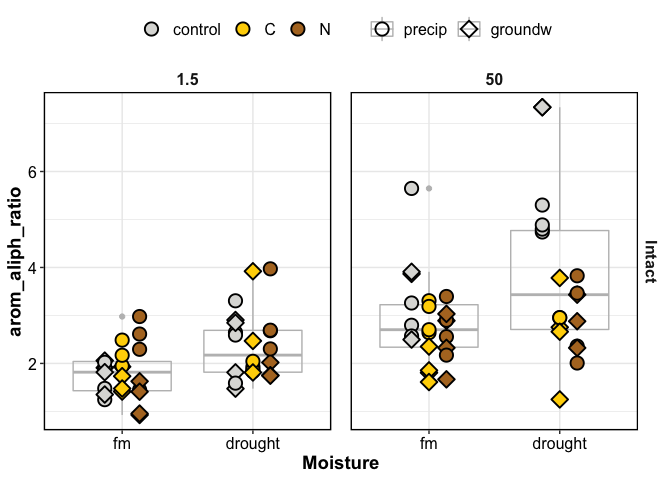 control C N precip groundw
1.5 50
6
4
2
arom_aliph_ratio
Intact
fm drought fm drought
Moisture